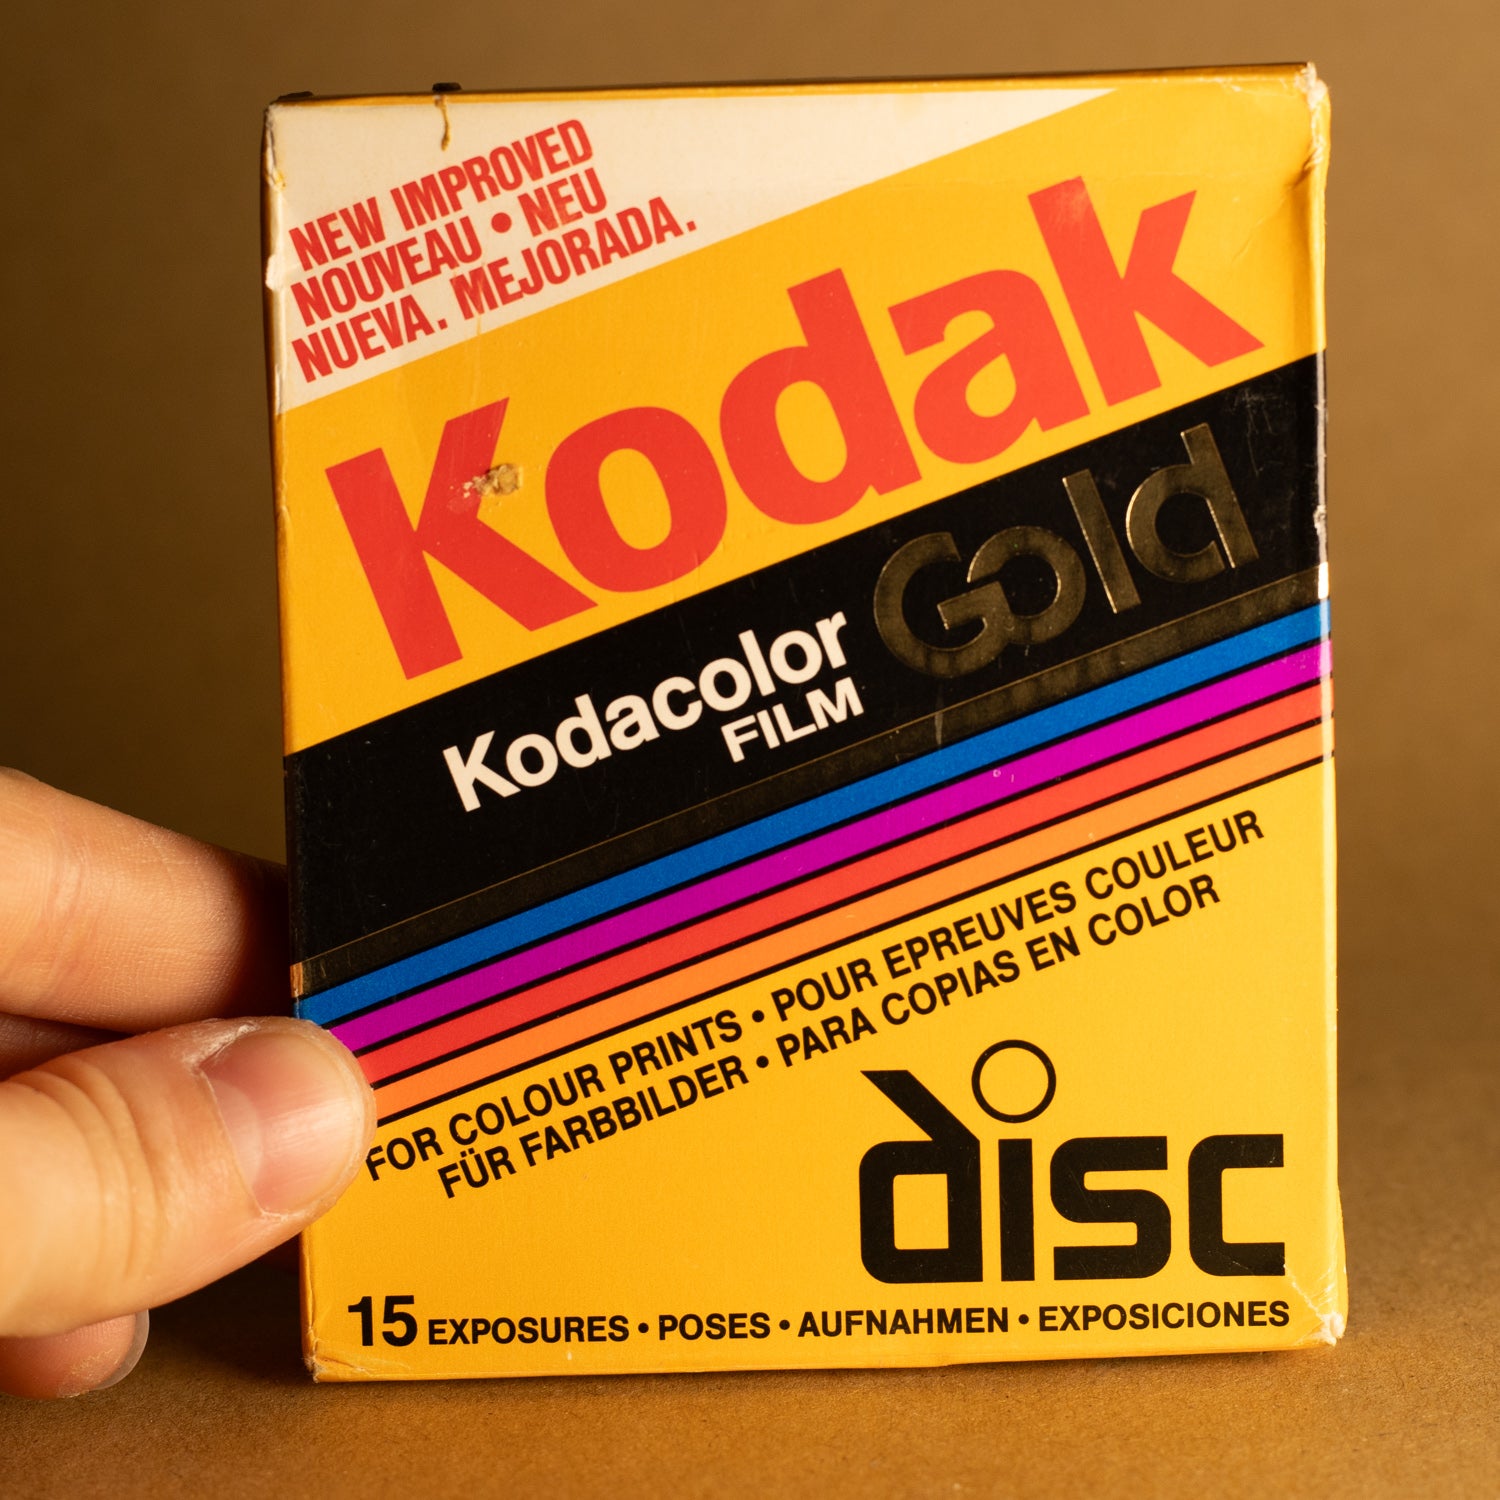 NEW IMPROVED
NOUVEAU • NEU
NUEVA. MEJORADA.
Kodak
Kodacolor Gold
FILM
FOR COLOUR PRINTS • POUR EPREUVES COULEUR
FÜR FARBBILDER • PARA COPIAS EN COLOR
disc
15 EXPOSURES • POSES • AUFNAHMEN • EXPOSICIONES